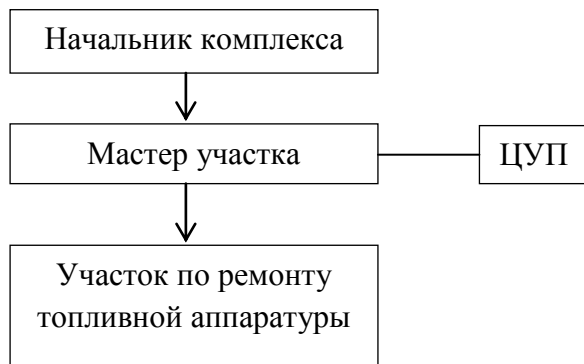 Начальник комплекса
Мастер участка
ЦУП
Участок по ремонту
топливной аппаратуры